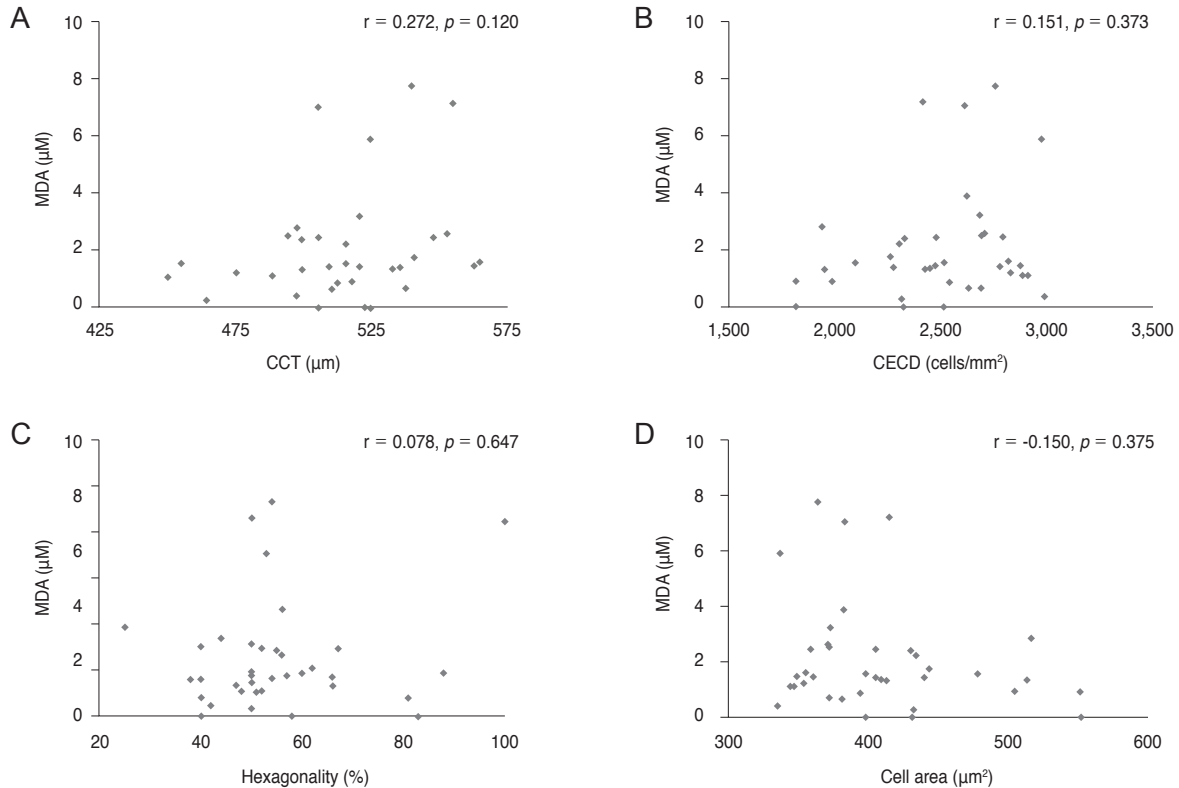 A
r = 0.272, p = 0.120
10
8
6
4
2
0
MDA (μM)
425
475
525
575
CCT (μm)
B
r = 0.151, p = 0.373
10
8
6
4
2
0
MDA (μM)
1,500
2,000
2,500
3,000
3,500
CECD (cells/mm²)
C
r = 0.078, p = 0.647
10
8
6
4
2
0
MDA (μM)
20
40
60
80
100
Hexagonality (%)
D
r = -0.150, p = 0.375
10
8
6
4
2
0
MDA (μM)
300
400
500
600
Cell area (μm²)